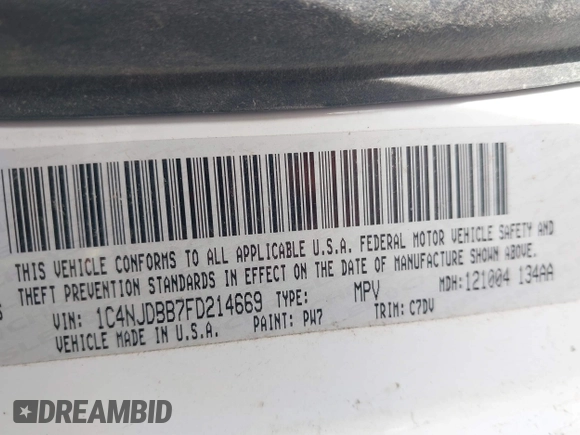 THIS VEHICLE CONFORMS TO ALL APPLICABLE U.S.A. FEDERAL MOTOR VEHICLE SAFETY AND
THEFT PREVENTION STANDARDS IN EFFECT ON THE DATE OF MANUFACTURE SHOWN ABOVE.
VIN: 1C4NJDBB7FD214669 TYPE: MPV MDH: 121004 134AA
VEHICLE MADE IN U.S.A. PAINT: PW7 TRIM: C7DV
DREAMBID